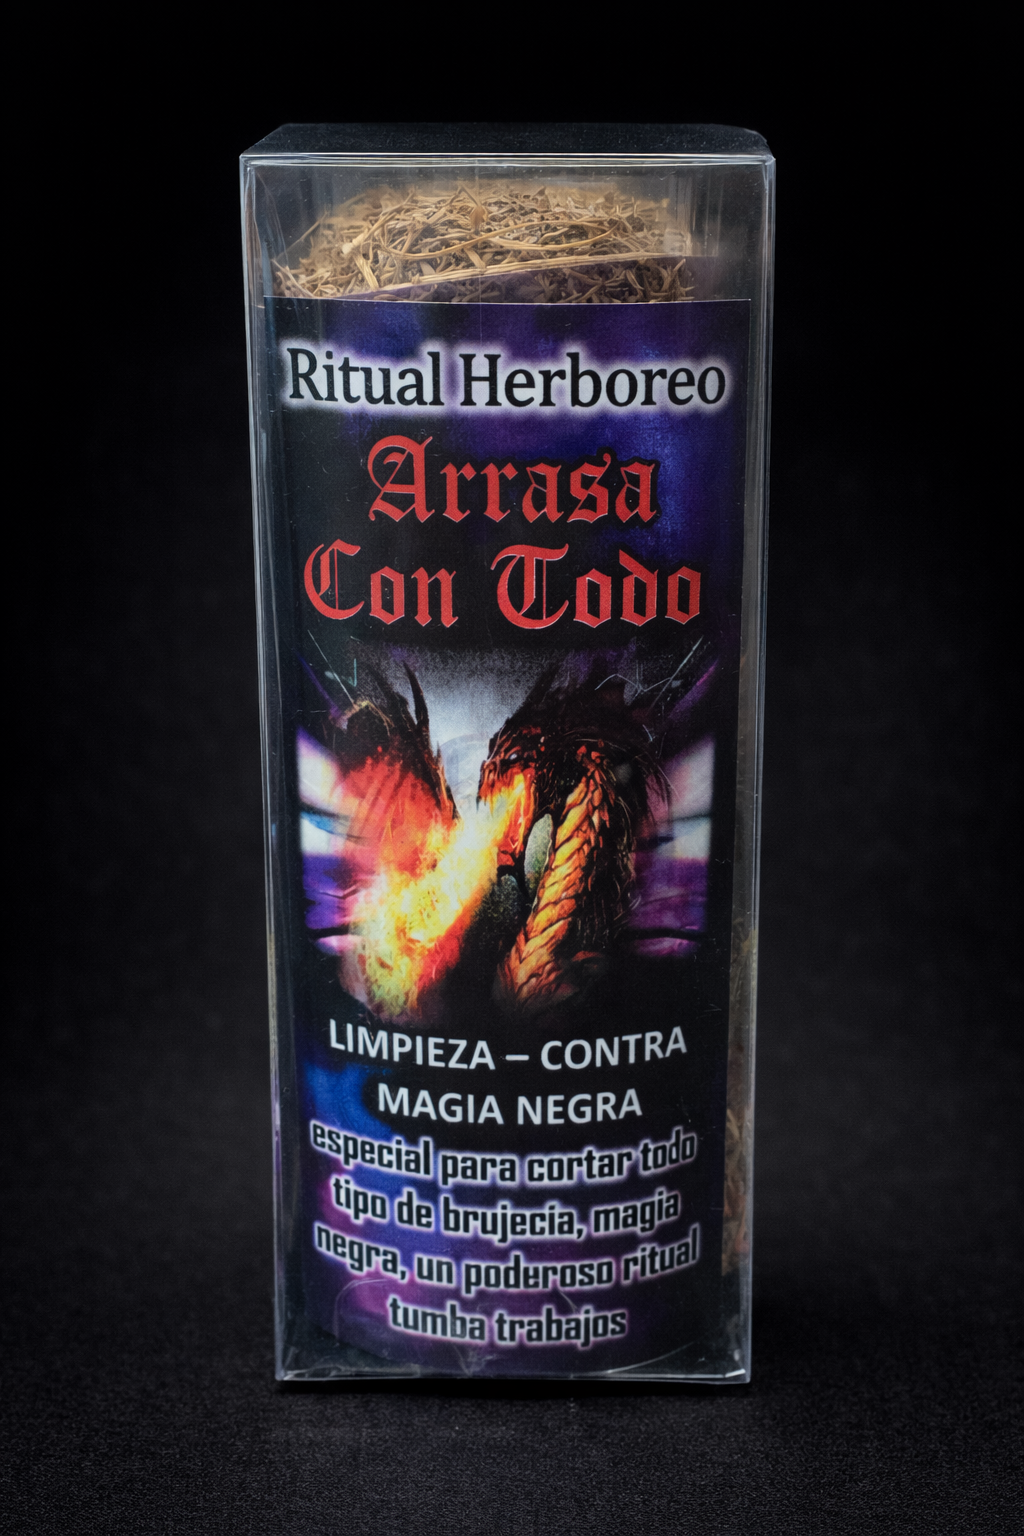 Ritual Herboreo
Arrasa
Con Todo
LIMPIEZA – CONTRA
MAGIA NEGRA
especial para cortar todo
tipo de brujecia, magia
negra, un poderoso ritual
tumba trabajos